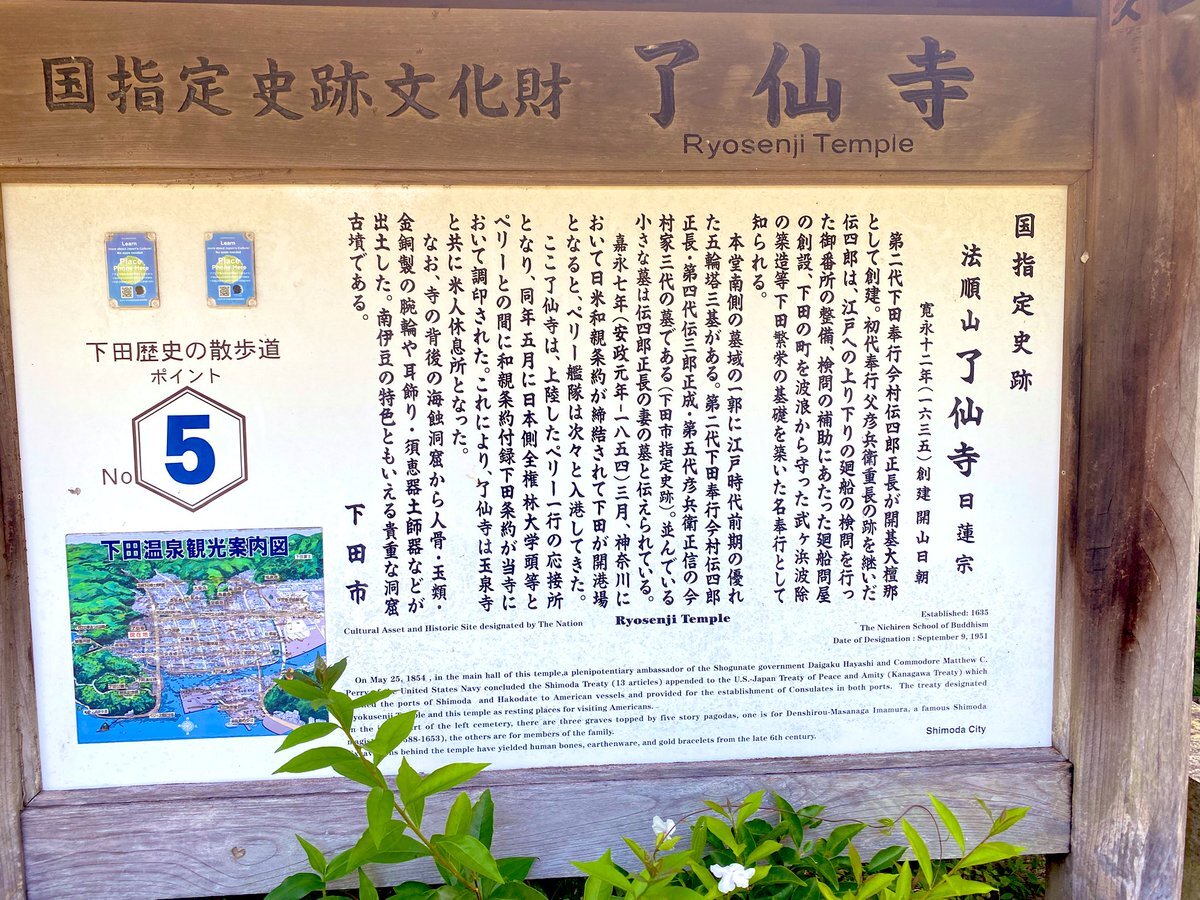 国指定史跡文化財 了仙寺
Ryosenji Temple
国指定史跡
法順山 了仙寺 日蓮宗
寛永十二年(一六三五)創建 開山日朝
第二代下田奉行今村伝四郎正長が開基大檀那
として創建。初代奉行父彦兵衛重長の跡を継いだ
伝四郎は、江戸への上り下りの廻船の検問を行っ
た御番所の整備、検問の補助にあたった廻船問屋
の創設、下田の町を波浪から守った武ヶ浜波除
の築造等下田繁栄の基礎を築いた名奉行として
知られる。
本堂南側の墓域の一郭に江戸時代前期の優れ
た五輪塔三基がある。第二代下田奉行今村伝四郎
正長・第四代伝三郎正成・第五代彦兵衛正信の今
村家三代の墓である(下田市指定史跡)。並んでいる
小さな墓は伝四郎正長の妻の墓と伝えられている。
嘉永七年(安政元年ー一八五四)三月、神奈川に
おいて日米和親条約が締結されて下田が開港場
となると、ペリー艦隊は次々と入港してきた。
ここ了仙寺は、上陸したペリー一行の応接所
となり、同年五月に日本側全権林大学頭等と
ペリーとの間に和親条約付録下田条約が当寺に
おいて調印された。これにより、了仙寺は玉泉寺
と共に米人休息所となった。
なお、寺の背後の海蝕洞窟から人骨・玉類・
金銅製の腕輪や耳飾り・須恵器土師器などが
出土した。南伊豆の特色ともいえる貴重な洞窟
古墳である。
下田市
Learn
Place
Phone Here
Learn
Place
Phone Here
下田歴史の散歩道
ポイント
No 5
下田温泉観光案内図
現在地
Cultural Asset and Historic Site designated by The Nation
Ryosenji Temple
Established: 1635
The Nichiren School of Buddhism
Date of Designation : September 9, 1951
On May 25, 1854 , in the main hall of this temple,a plenipotentiary ambassador of the Shogunate government Daigaku Hayashi and Commodore Matthew C.
Perry United States Navy concluded the Shimoda Treaty (13 articles) appended to the U.S.-Japan Treaty of Peace and Amity (Kanagawa Treaty) which
the ports of Shimoda and Hakodate to American vessels and provided for the establishment of Consulates in both ports. The treaty designated
and this temple as resting places for visiting Americans.
of the left cemetery, there are three graves topped by five story pagodas, one is for Denshirou-Masanaga Imamura, a famous Shimoda
-1653), the others are for members of the family.
behind the temple have yielded human bones, earthenware, and gold bracelets from the late 6th century.
Shimoda City